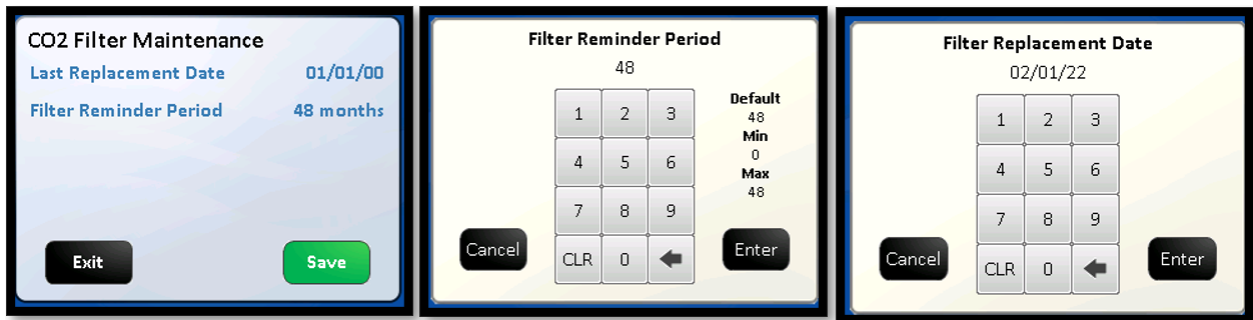 CO2 Filter Maintenance
Last Replacement Date 01/01/00
Filter Reminder Period 48 months
Exit Save
Filter Reminder Period
48
1 2 3
4 5 6
7 8 9
CLR 0
Default
48
Min
0
Max
48
Cancel Enter
Filter Replacement Date
02/01/22
1 2 3
4 5 6
7 8 9
CLR 0
Cancel Enter